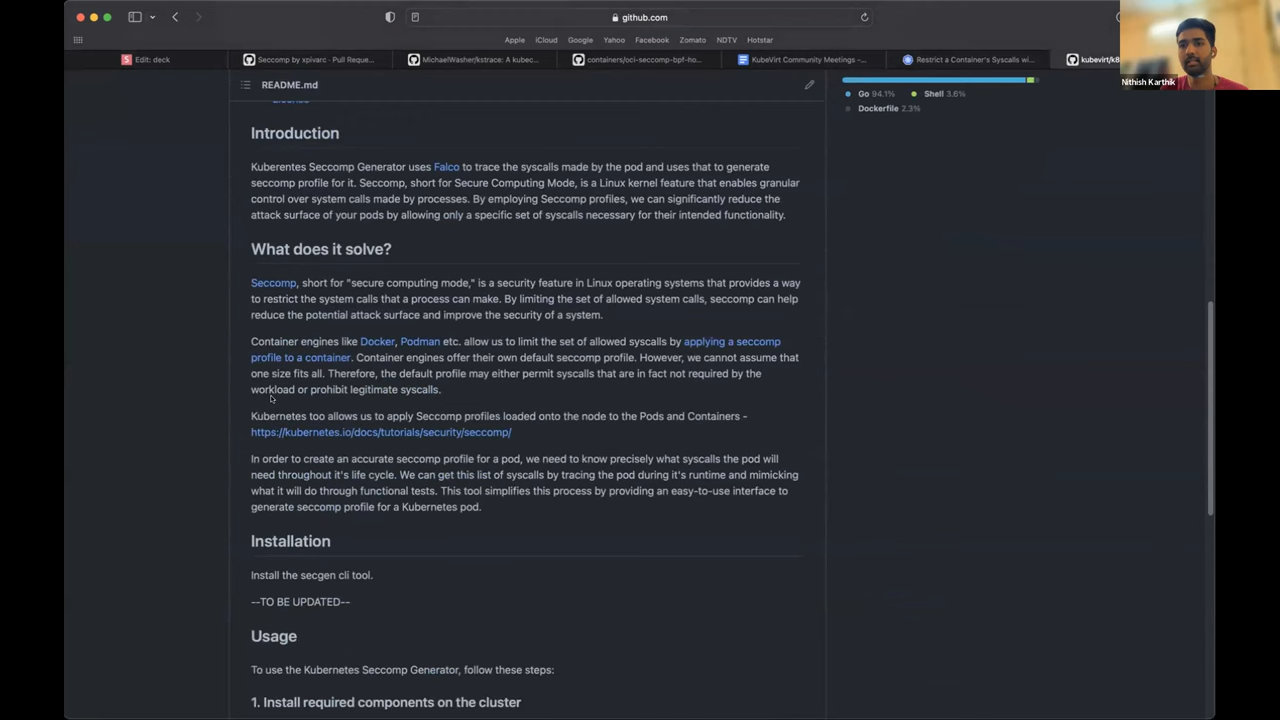 github.com
Apple iCloud Google Yahoo Facebook Zomato NDTV Hotstar
Edit: deck
Seccomp by xpivarc · Pull Reque...
MichaelWasher/kstrace: A kubec...
containers/oci-seccomp-bpf-ho...
KubeVirt Community Meetings -...
Restrict a Container's Syscalls wi...
kubevirt/k8
Nithish Karthik
README.md
Go 94.1% Shell 3.6%
Dockerfile 2.3%
Introduction
Kuberentes Seccomp Generator uses Falco to trace the syscalls made by the pod and uses that to generate
seccomp profile for it. Seccomp, short for Secure Computing Mode, is a Linux kernel feature that enables granular
control over system calls made by processes. By employing Seccomp profiles, we can significantly reduce the
attack surface of your pods by allowing only a specific set of syscalls necessary for their intended functionality.
What does it solve?
Seccomp, short for "secure computing mode," is a security feature in Linux operating systems that provides a way
to restrict the system calls that a process can make. By limiting the set of allowed system calls, seccomp can help
reduce the potential attack surface and improve the security of a system.
Container engines like Docker, Podman etc. allow us to limit the set of allowed syscalls by applying a seccomp
profile to a container. Container engines offer their own default seccomp profile. However, we cannot assume that
one size fits all. Therefore, the default profile may either permit syscalls that are in fact not required by the
workload or prohibit legitimate syscalls.
Kubernetes too allows us to apply Seccomp profiles loaded onto the node to the Pods and Containers -
https://kubernetes.io/docs/tutorials/security/seccomp/
In order to create an accurate seccomp profile for a pod, we need to know precisely what syscalls the pod will
need throughout it's life cycle. We can get this list of syscalls by tracing the pod during it's runtime and mimicking
what it will do through functional tests. This tool simplifies this process by providing an easy-to-use interface to
generate seccomp profile for a Kubernetes pod.
Installation
Install the secgen cli tool.
--TO BE UPDATED--
Usage
To use the Kubernetes Seccomp Generator, follow these steps:
1. Install required components on the cluster